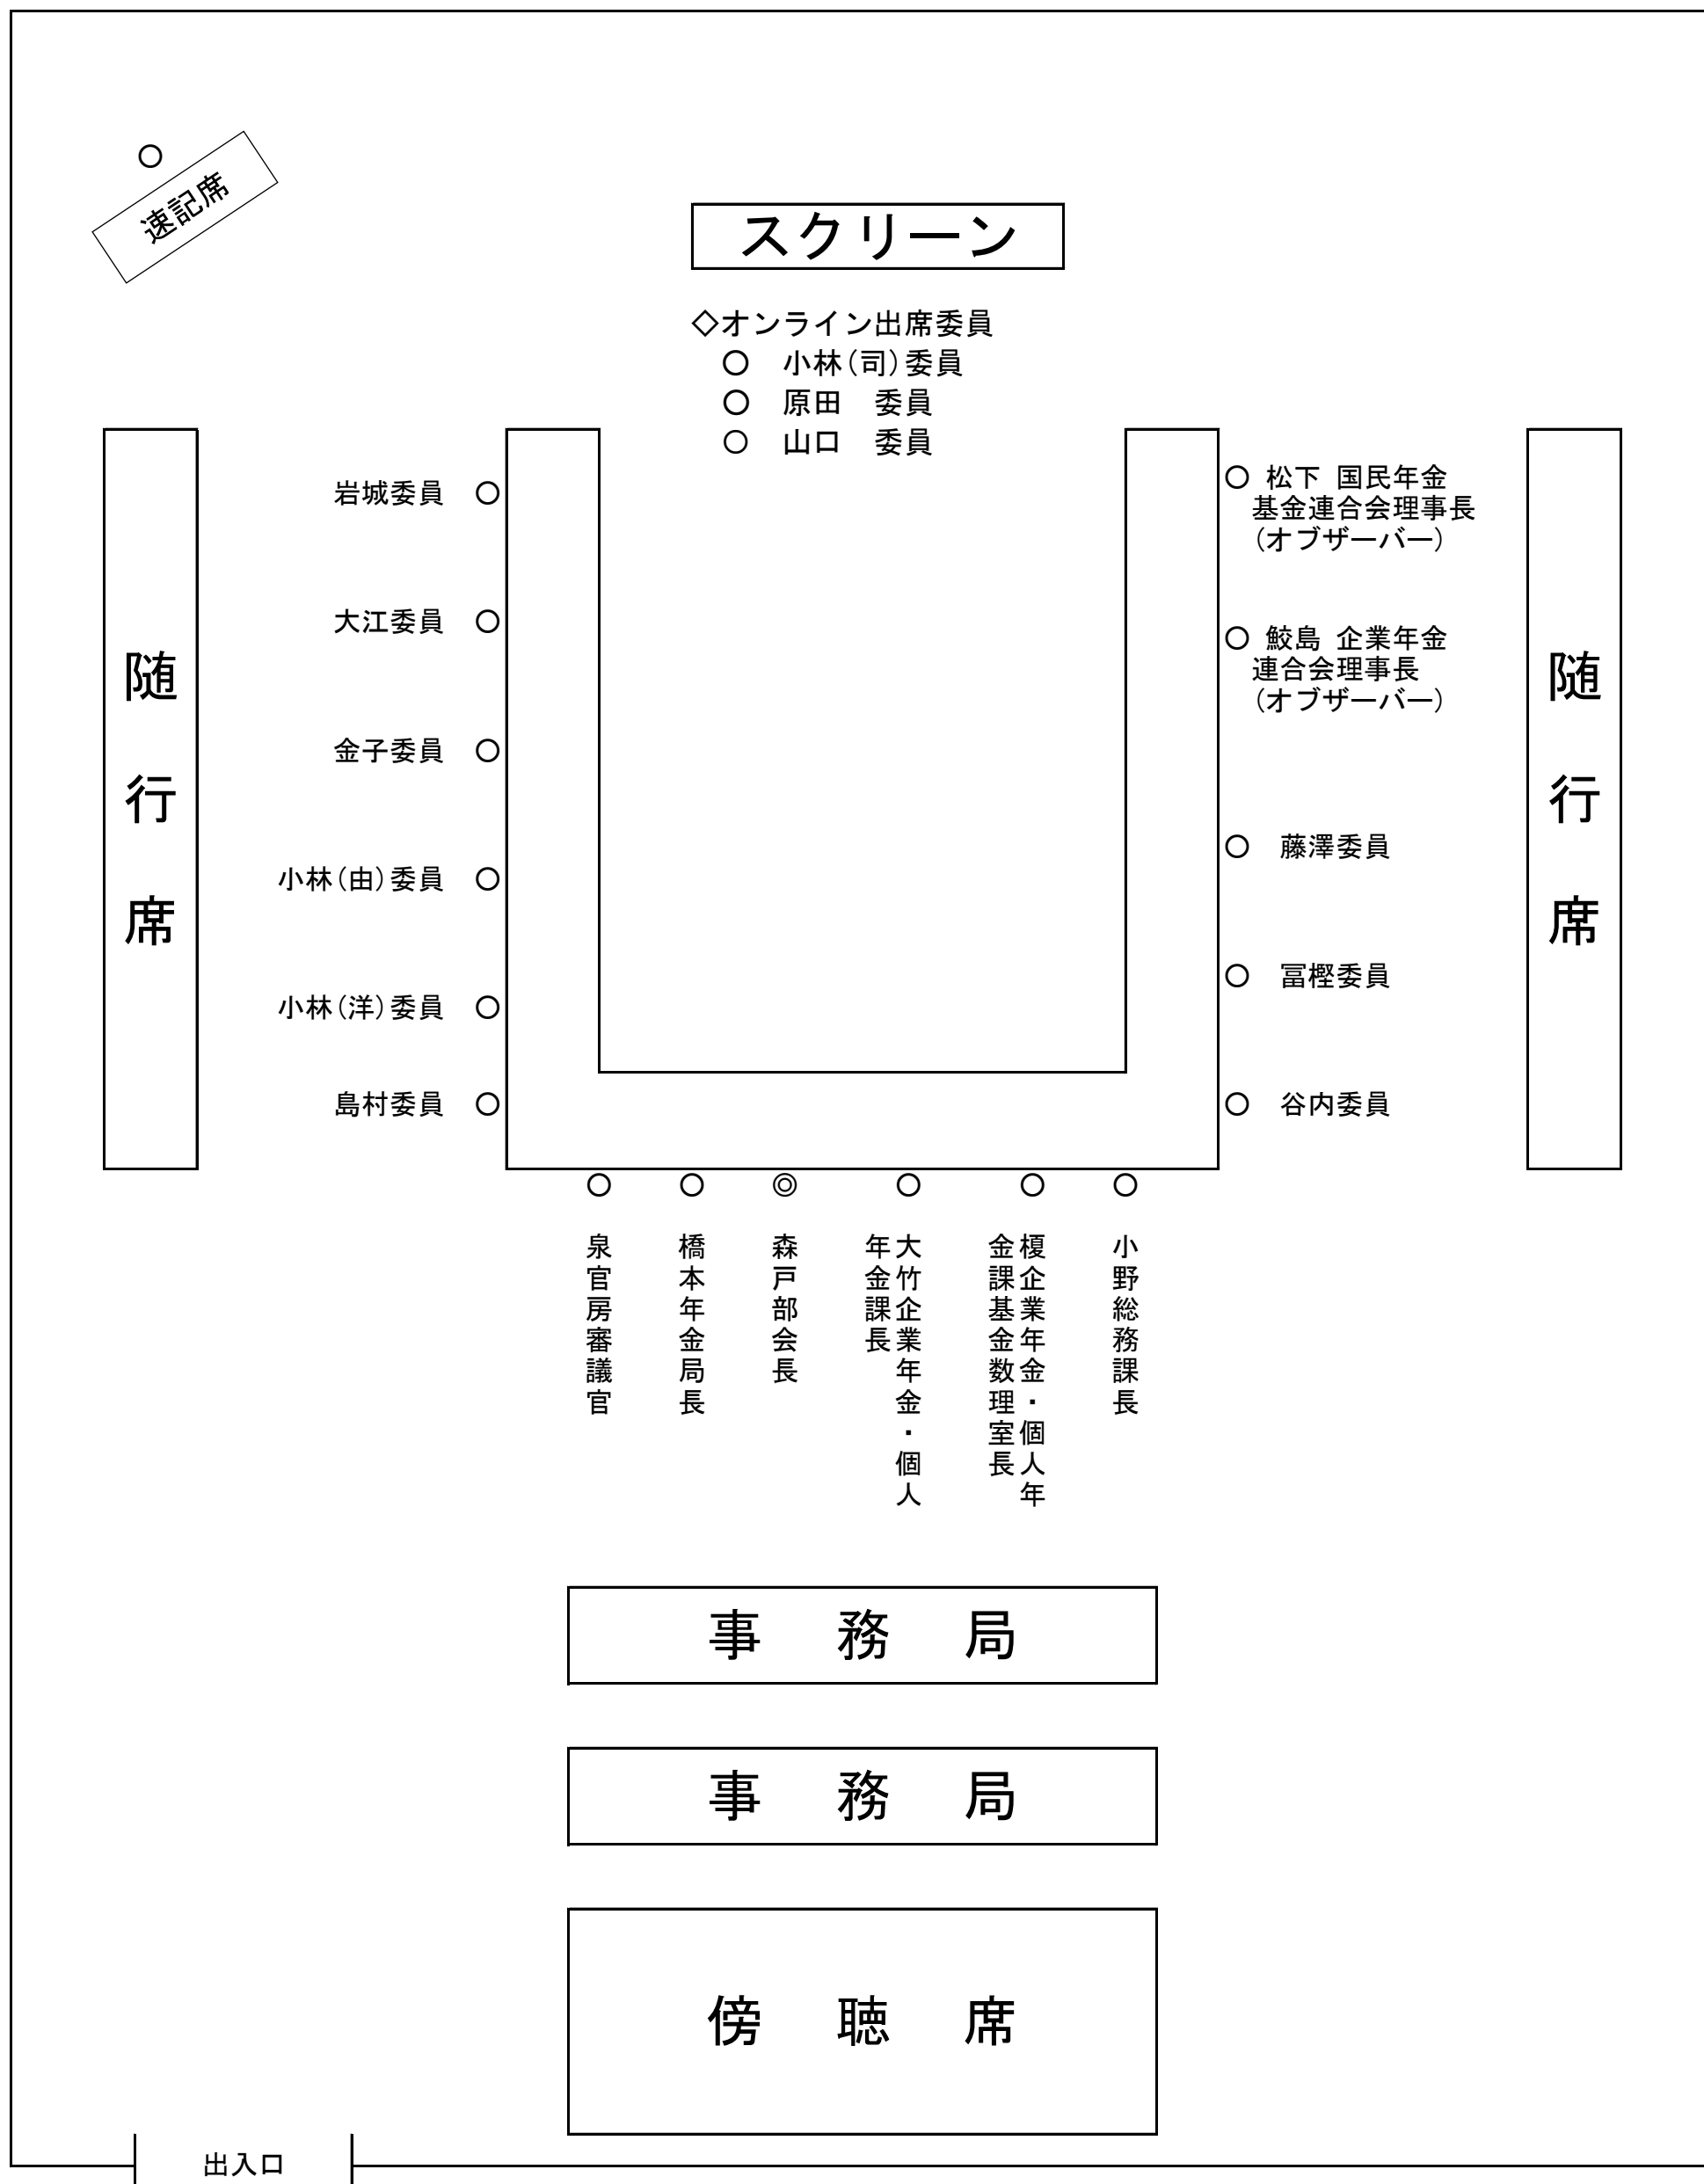 速記席
スクリーン
◇オンライン出席委員
○　小林(司)委員
○　原田　委員
○　山口　委員
随行席
岩城委員　○
大江委員　○
金子委員　○
小林(由)委員　○
小林(洋)委員　○
島村委員　○
○ 松下 国民年金
基金連合会理事長
(オブザーバー)
○ 鮫島 企業年金
連合会理事長
(オブザーバー)
○　藤澤委員
○　冨樫委員
○　谷内委員
随行席
○ ○ ◎ ○ ○ ○
泉官房審議官
橋本年金局長
森戸部会長
大竹企業年金・個人
年金課長
榎企業年金・個人年
金課基金数理室長
小野総務課長
事　務　局
事　務　局
傍　聴　席
出入口